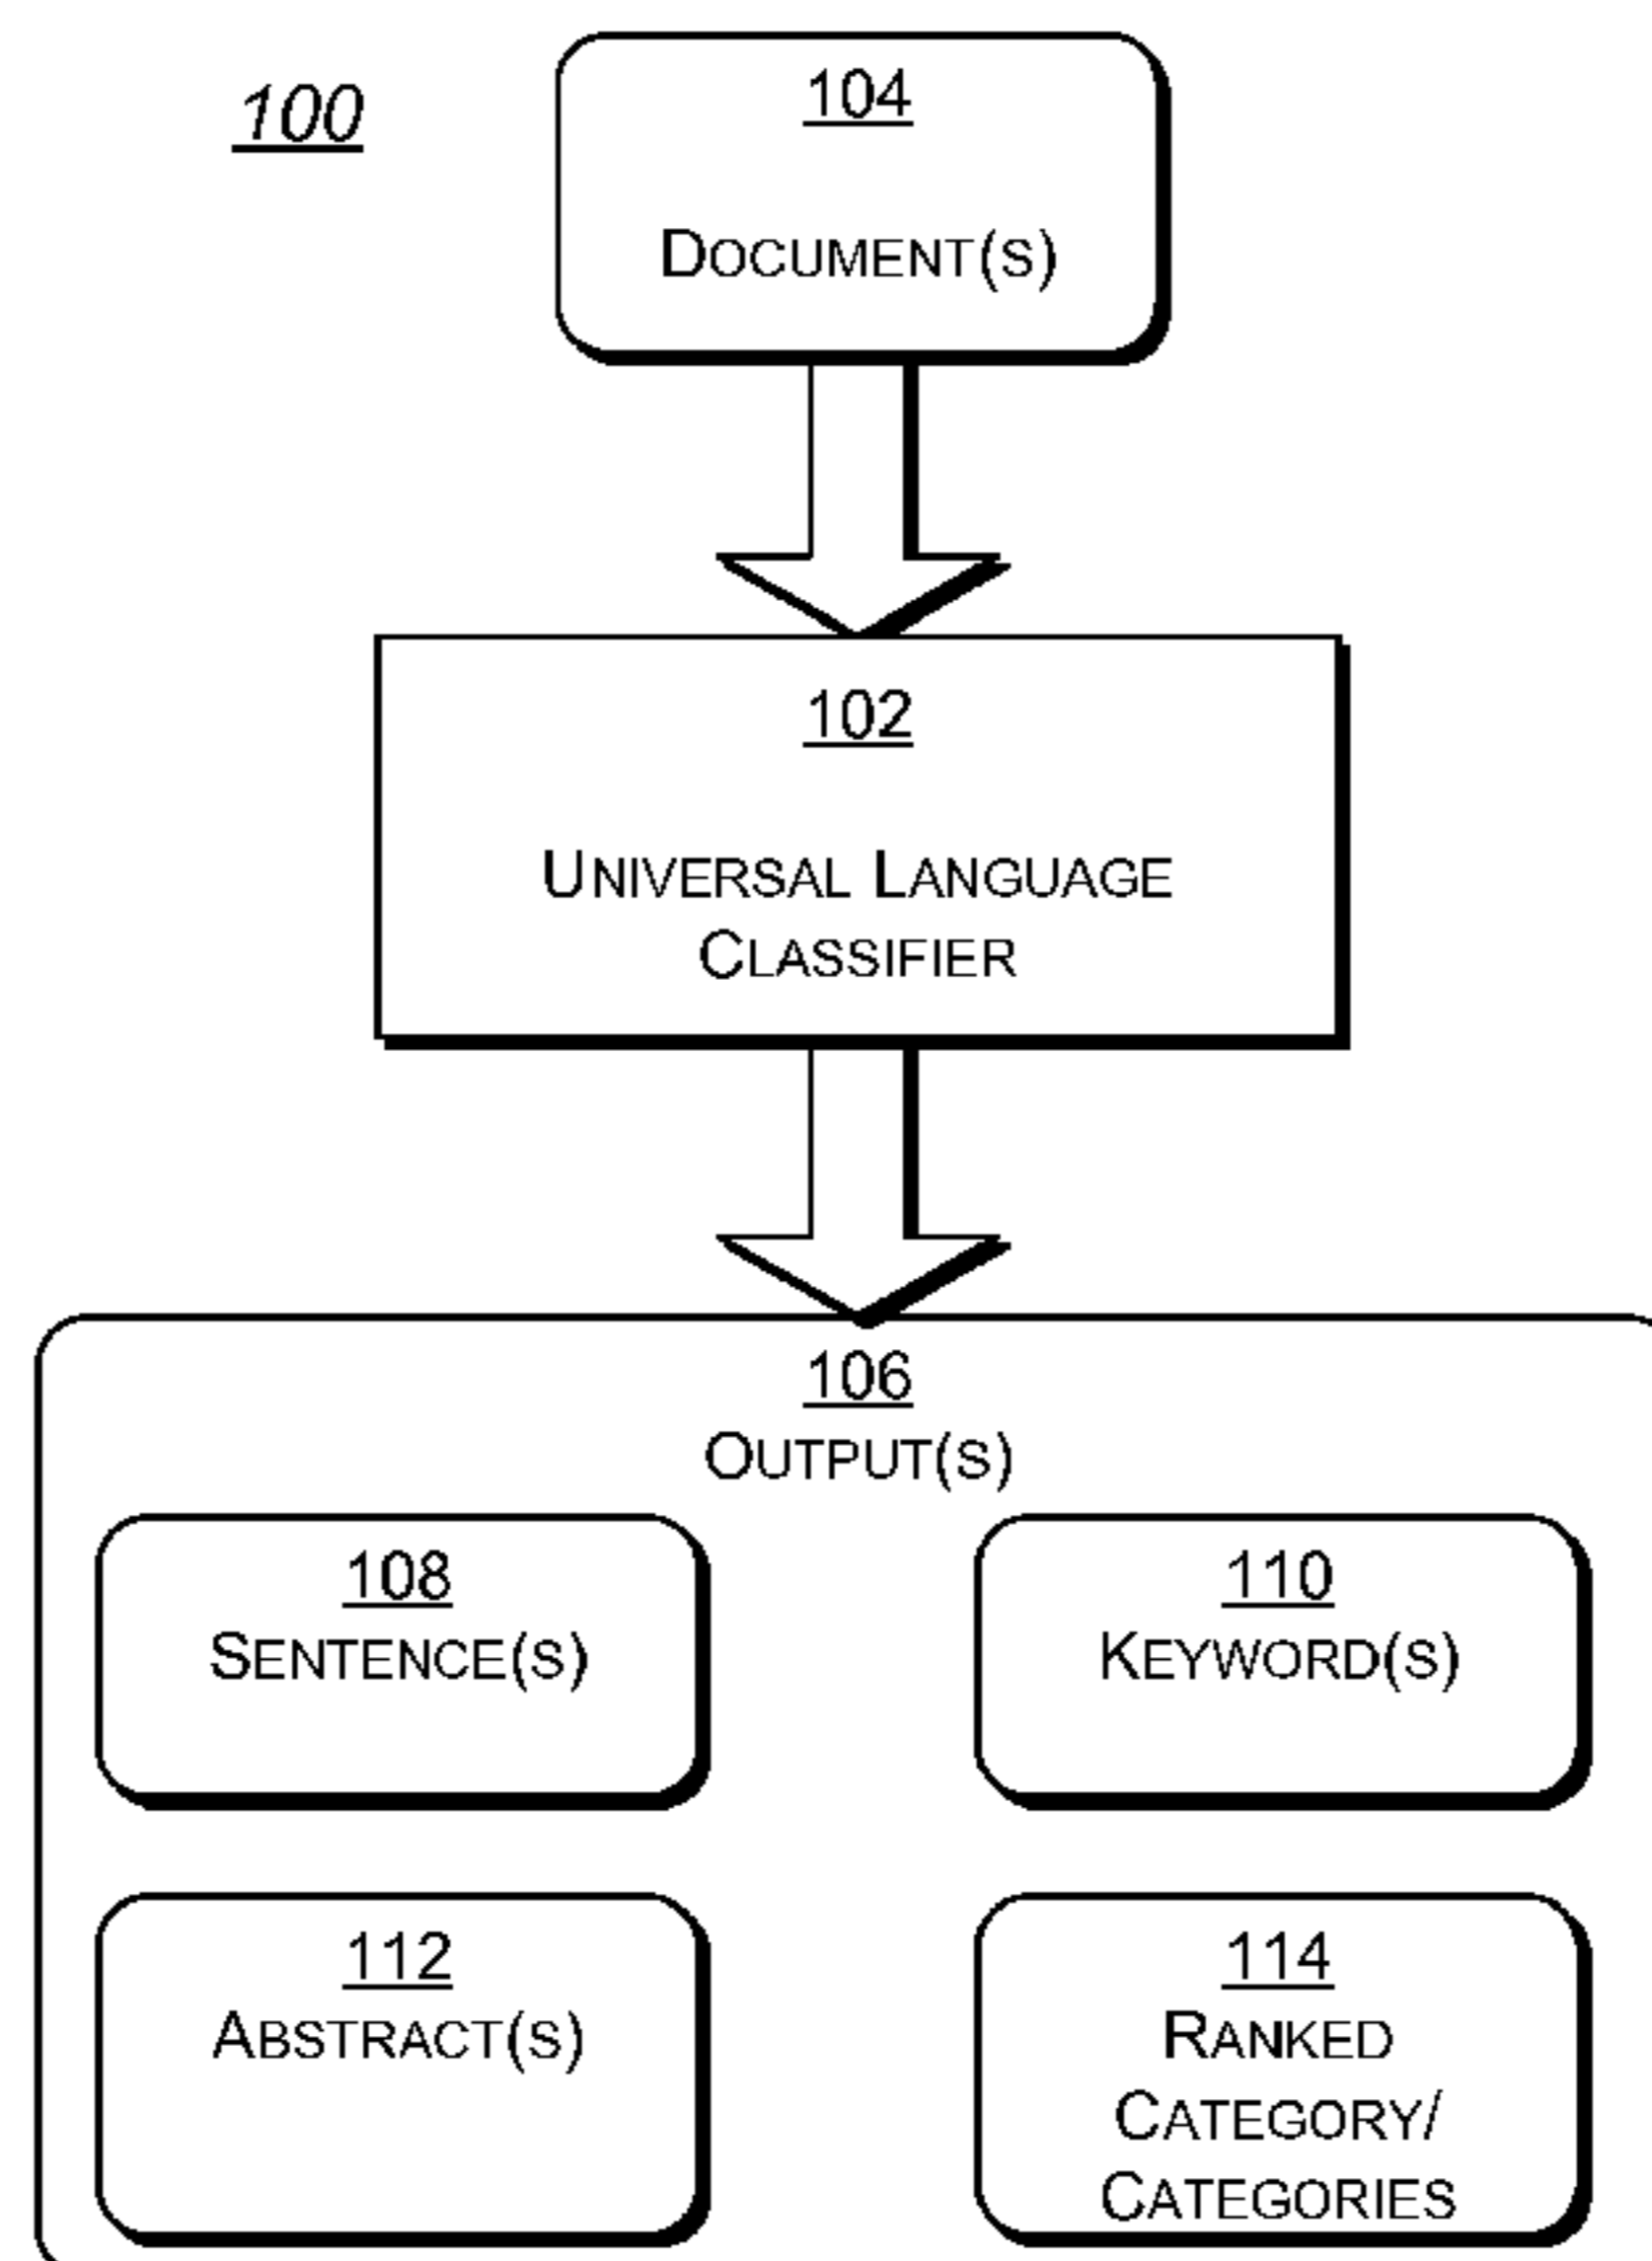 100
104
DOCUMENT(S)
102
UNIVERSAL LANGUAGE
CLASSIFIER
106
OUTPUT(S)
108
SENTENCE(S)
110
KEYWORD(S)
112
ABSTRACT(S)
114
RANKED
CATEGORY/
CATEGORIES